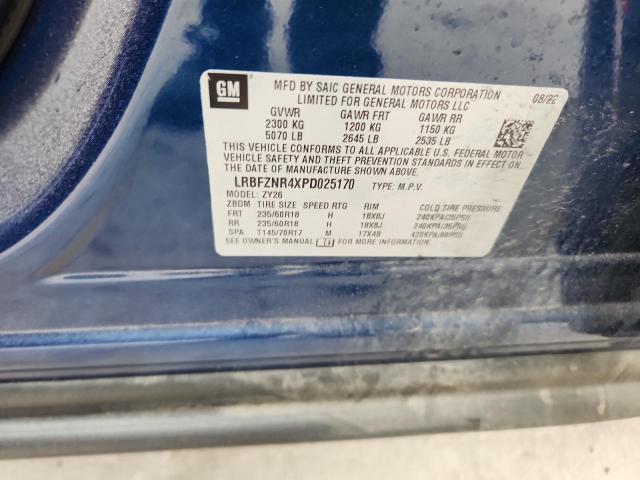 GM
MFD BY SAIC GENERAL MOTORS CORPORATION 08/22
LIMITED FOR GENERAL MOTORS LLC
GVWR GAWR FRT GAWR RR
2300 KG 1200 KG 1150 KG
5070 LB 2645 LB 2535 LB
THIS VEHICLE CONFORMS TO ALL APPLICABLE U.S. FEDERAL MOTOR
VEHICLE SAFETY AND THEFT PREVENTION STANDARDS IN EFFECT ON
THE DATE OF MANUFACTURE SHOWN ABOVE.
LRBFZNR4XPD025170 TYPE: M.P.V.
MODEL: ZY26
ZBDM TIRE SIZE SPEED RTG RIM COLD TIRE PRESSURE
FRT 235/60R18 H 18X8J 240KPA(35PSI)
RR 235/60R18 H 18X8J 240KPA(35PSI)
SPA T145/70R17 M 17X4B 420KPA(60PSI)
SEE OWNER'S MANUAL FOR MORE INFORMATION.